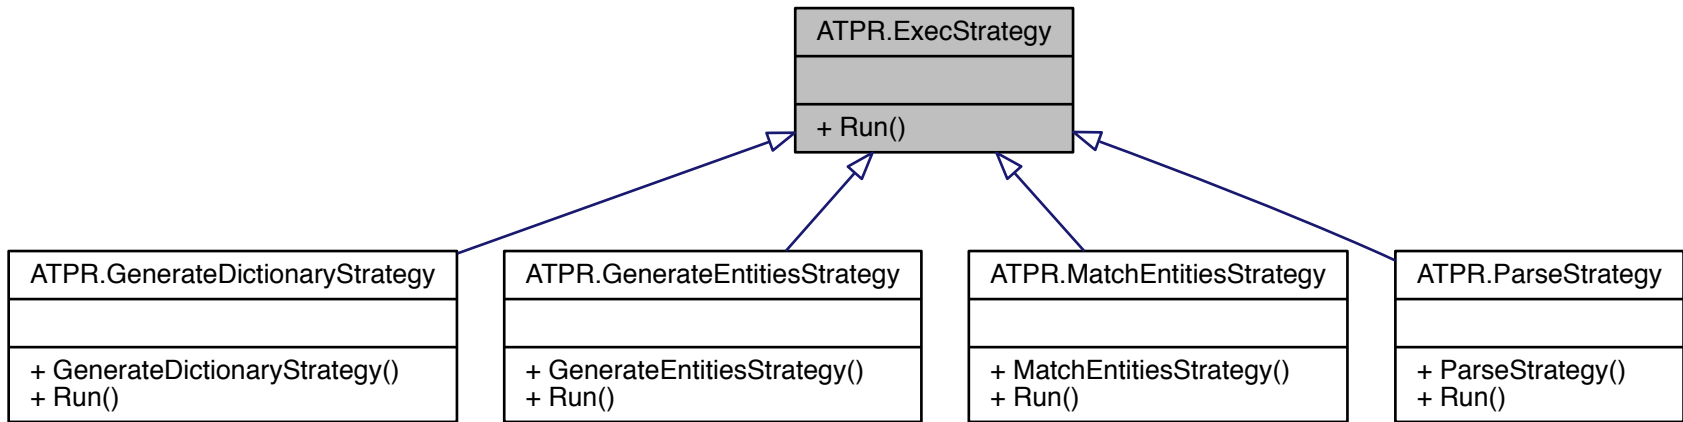 ATPR.ExecStrategy
+ Run()
ATPR.GenerateDictionaryStrategy
+ GenerateDictionaryStrategy()
+ Run()
ATPR.GenerateEntitiesStrategy
+ GenerateEntitiesStrategy()
+ Run()
ATPR.MatchEntitiesStrategy
+ MatchEntitiesStrategy()
+ Run()
ATPR.ParseStrategy
+ ParseStrategy()
+ Run()